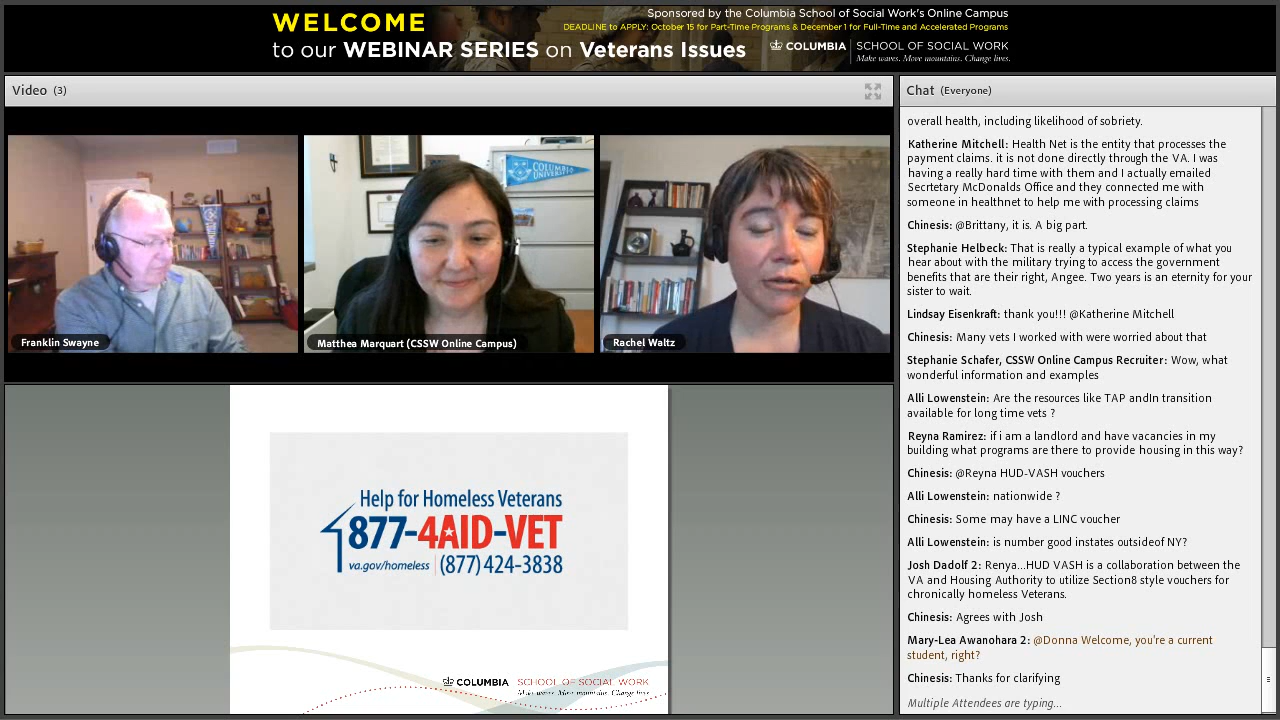 WELCOME
to our WEBINAR SERIES on Veterans Issues
Sponsored by the Columbia School of Social Work's Online Campus
DEADLINE to APPLY: October 15 for Part-Time Programs & December 1 for Full-Time and Accelerated Programs
COLUMBIA | SCHOOL OF SOCIAL WORK
Make waves. Move mountains. Change lives.
Video (3)
COLUMBIA
UNIVERSITY
Franklin Swayne
Matthea Marquart (CSSW Online Campus)
Rachel Waltz
Help for Homeless Veterans
877-4AID-VET
va.gov/homeless | (877) 424-3838
COLUMBIA SCHOOL OF SOCIAL WORK
Make waves. Move mountains. Change lives.
Chat (Everyone)
overall health, including likelihood of sobriety.
Katherine Mitchell: Health Net is the entity that processes the
payment claims. it is not done directly through the VA. I was
having a really hard time with them and I actually emailed
Secrtetary McDonalds Office and they connected me with
someone in healthnet to help me with processing claims
Chinesis: @Brittany, it is. A big part.
Stephanie Helbeck: That is really a typical example of what you
hear about with the military trying to access the government
benefits that are their right, Angee. Two years is an eternity for your
sister to wait.
Lindsay Eisenkraft: thank you!!! @Katherine Mitchell
Chinesis: Many vets I worked with were worried about that
Stephanie Schafer, CSSW Online Campus Recruiter: Wow, what
wonderful information and examples
Alli Lowenstein: Are the resources like TAP andIn transition
available for long time vets ?
Reyna Ramirez: if i am a landlord and have vacancies in my
building what programs are there to provide housing in this way?
Chinesis: @Reyna HUD-VASH vouchers
Alli Lowenstein: nationwide ?
Chinesis: Some may have a LINC voucher
Alli Lowenstein: is number good instates outsideof NY?
Josh Dadolf 2: Renya...HUD VASH is a collaboration between the
VA and Housing Authority to utilize Section8 style vouchers for
chronically homeless Veterans.
Chinesis: Agrees with Josh
Mary-Lea Awanohara 2: @Donna Welcome, you're a current
student, right?
Chinesis: Thanks for clarifying
Multiple Attendees are typing...